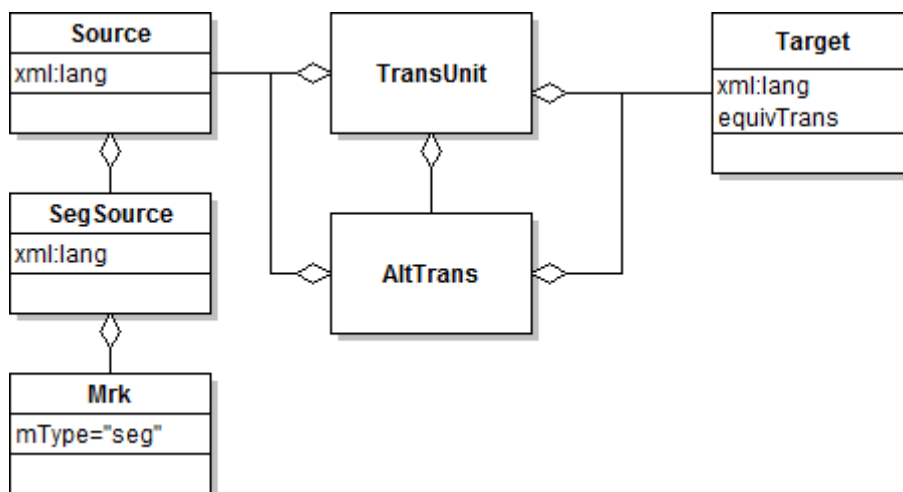 Source
xml:lang
TransUnit
Target
xml:lang
equivTrans
SegSource
xml:lang
AltTrans
Mrk
mType="seg"